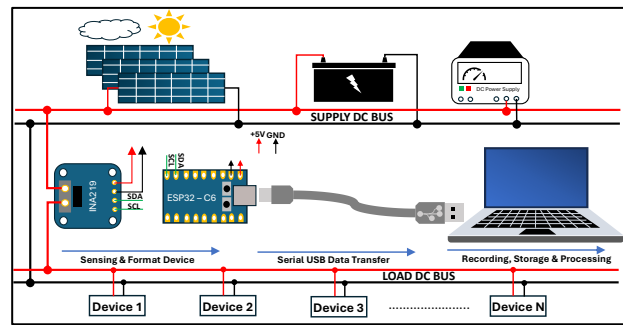 DC Power Supply
SUPPLY DC BUS
+5V GND
SCL
SDA
INA219
SDA
SCL
ESP32 – C6
Sensing & Format Device
Serial USB Data Transfer
Recording, Storage & Processing
LOAD DC BUS
Device 1
Device 2
Device 3
....................
Device N